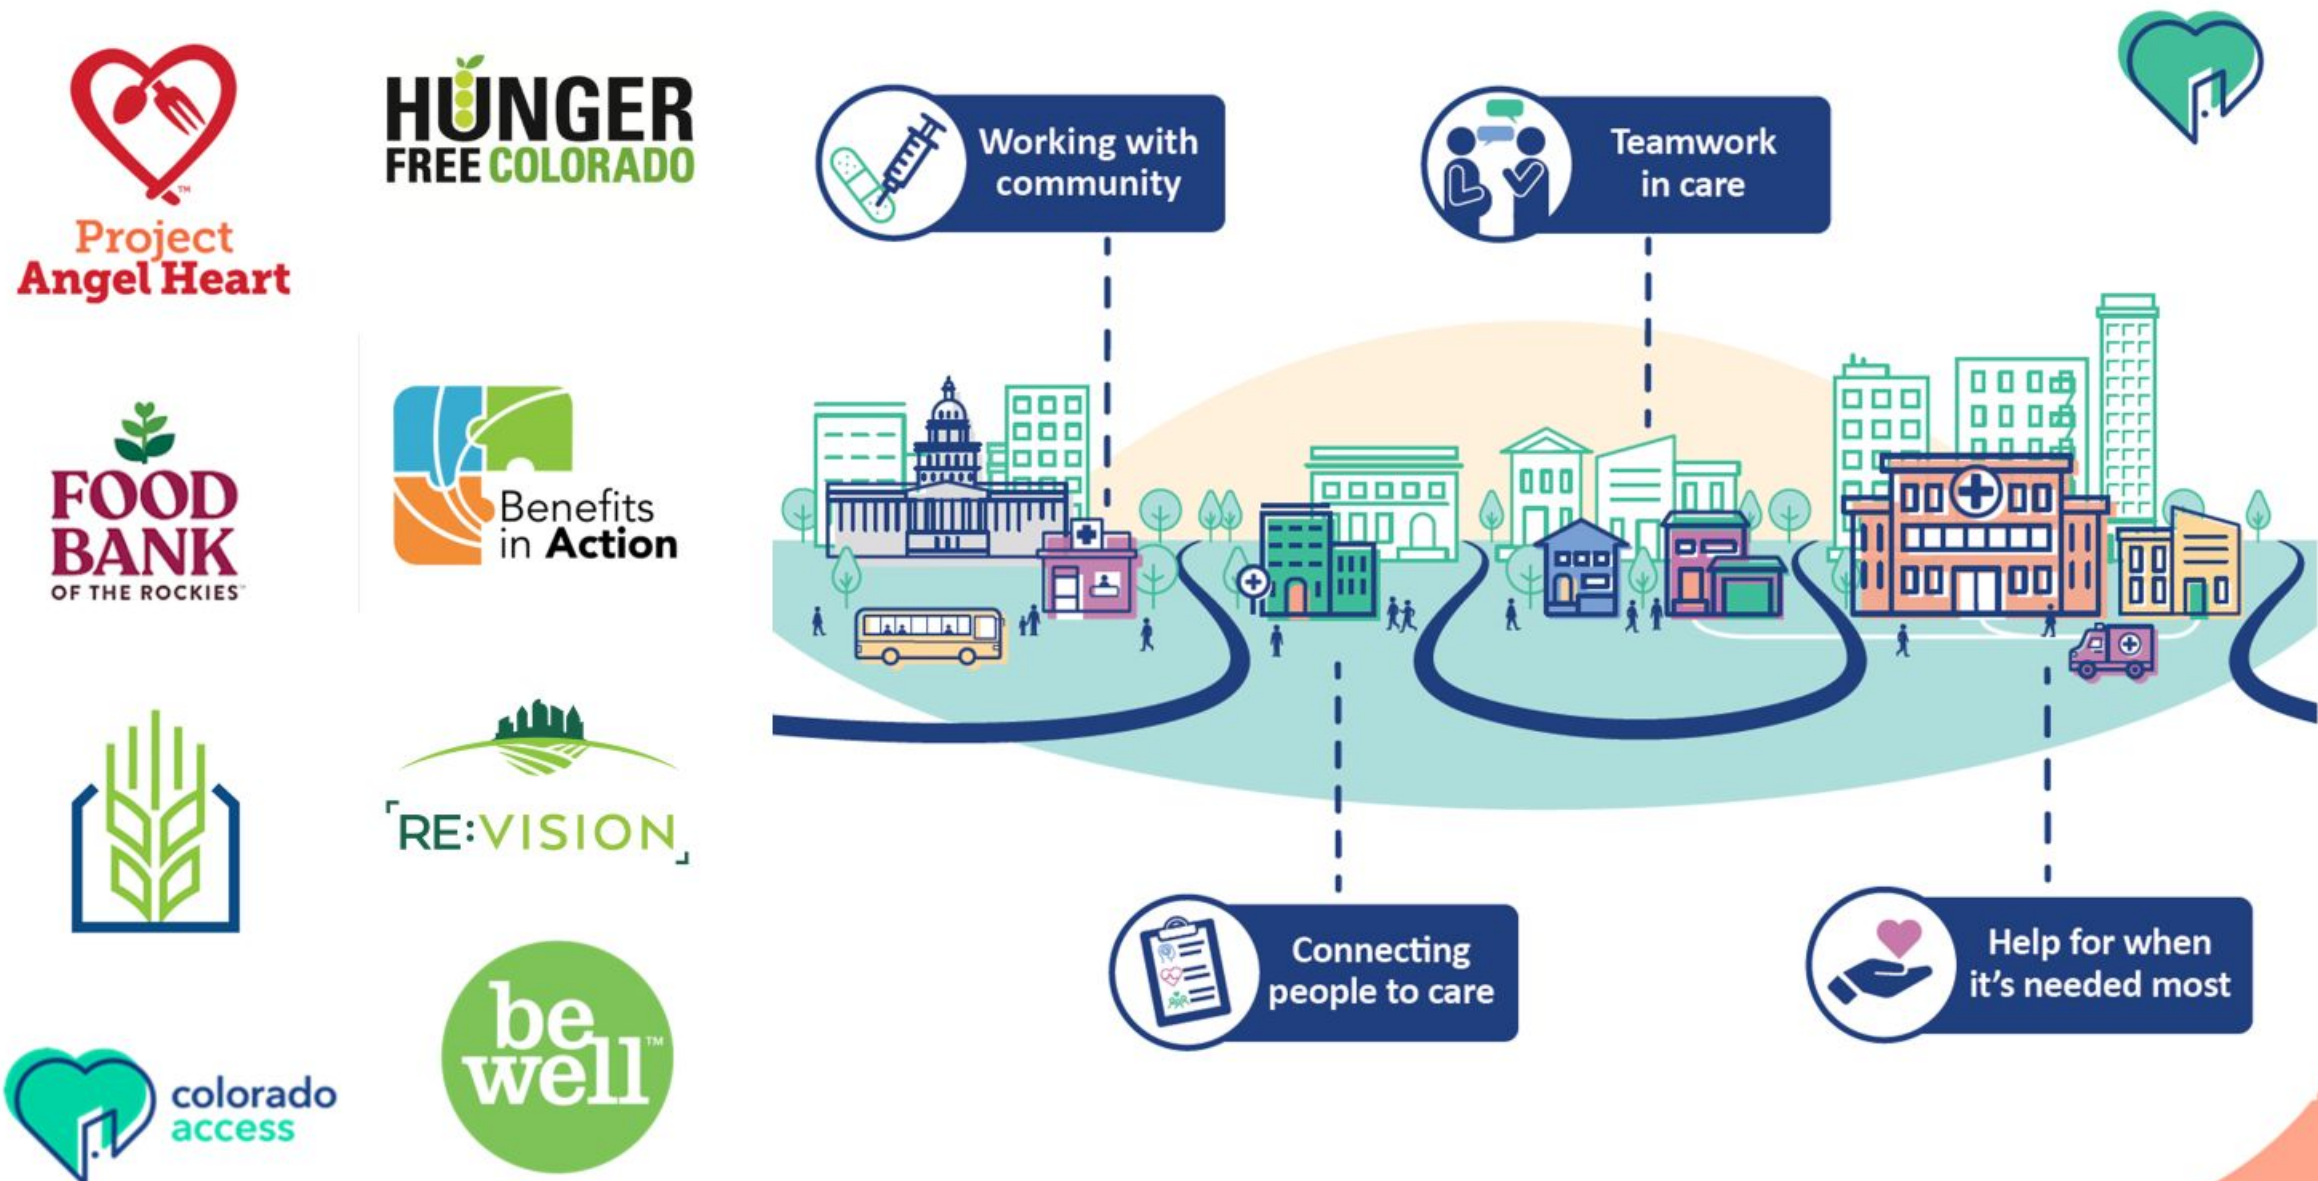 Project
Angel Heart
HUNGER
FREE COLORADO
FOOD
BANK
OF THE ROCKIES
Benefits
in Action
RE:VISION
colorado
access
be
well™
Working with
community
Teamwork
in care
Connecting
people to care
Help for when
it's needed most